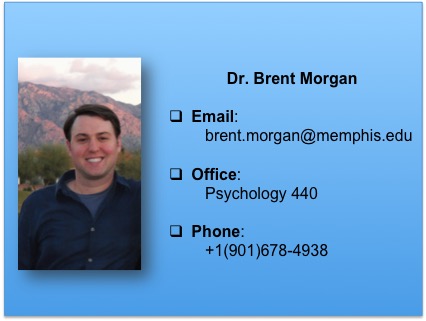 Dr. Brent Morgan
❑ Email:
brent.morgan@memphis.edu
❑ Office:
Psychology 440
❑ Phone:
+1(901)678-4938